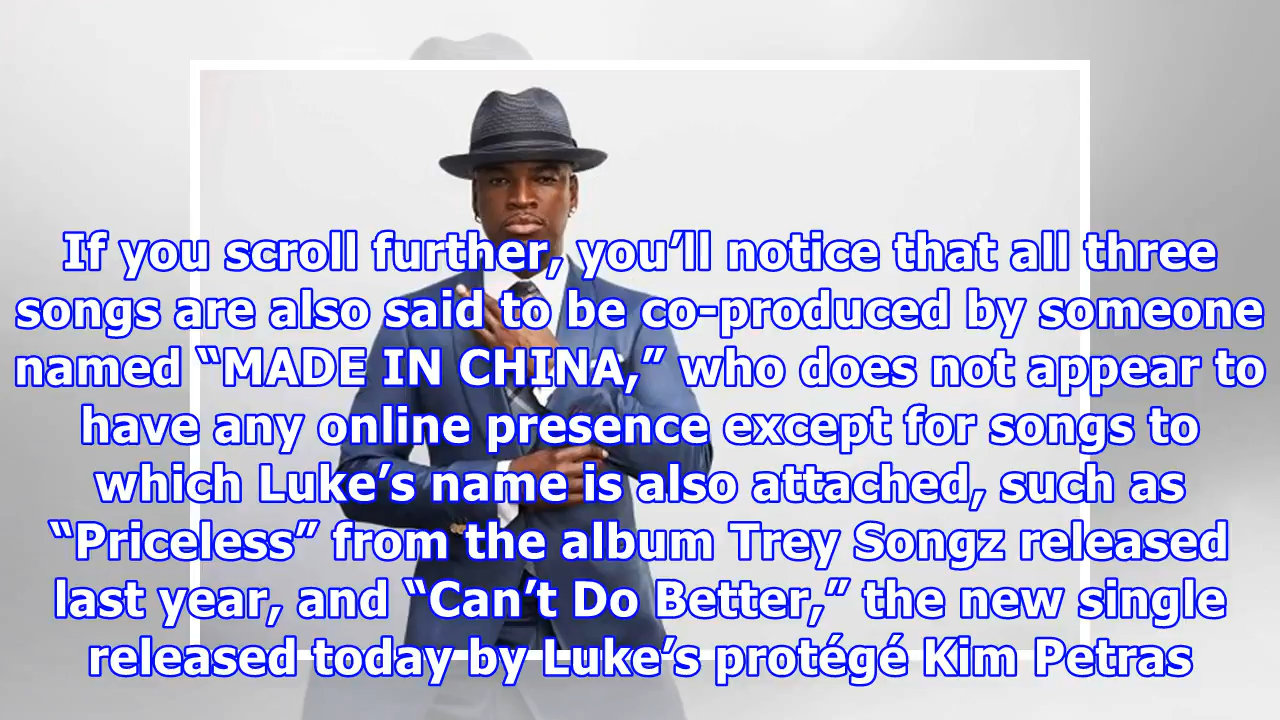 If you scroll further, you’ll notice that all three
songs are also said to be co-produced by someone
named “MADE IN CHINA,” who does not appear to
have any online presence except for songs to
which Luke’s name is also attached, such as
“Priceless” from the album Trey Songz released
last year, and “Can’t Do Better,” the new single
released today by Luke’s protégé Kim Petras